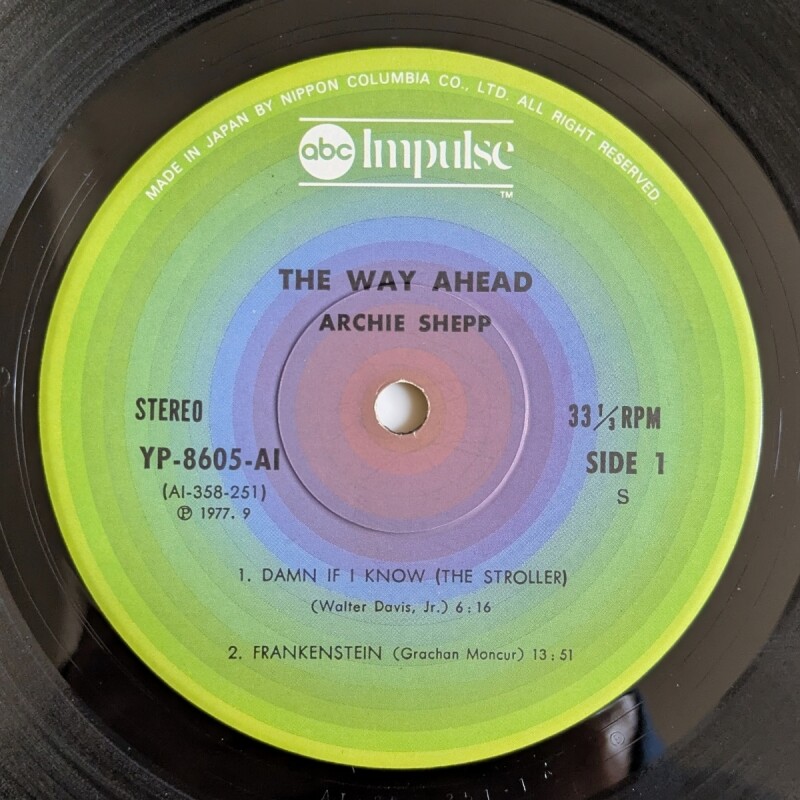 MADE IN JAPAN BY NIPPON COLUMBIA CO., LTD. ALL RIGHT RESERVED
abc Impulse
TM
THE WAY AHEAD
ARCHIE SHEPP
STEREO
33 1/3 RPM
YP-8605-AI
SIDE 1
(AI-358-251)
S
℗ 1977. 9
1. DAMN IF I KNOW (THE STROLLER)
(Walter Davis, Jr.) 6:16
2. FRANKENSTEIN (Grachan Moncur) 13:51